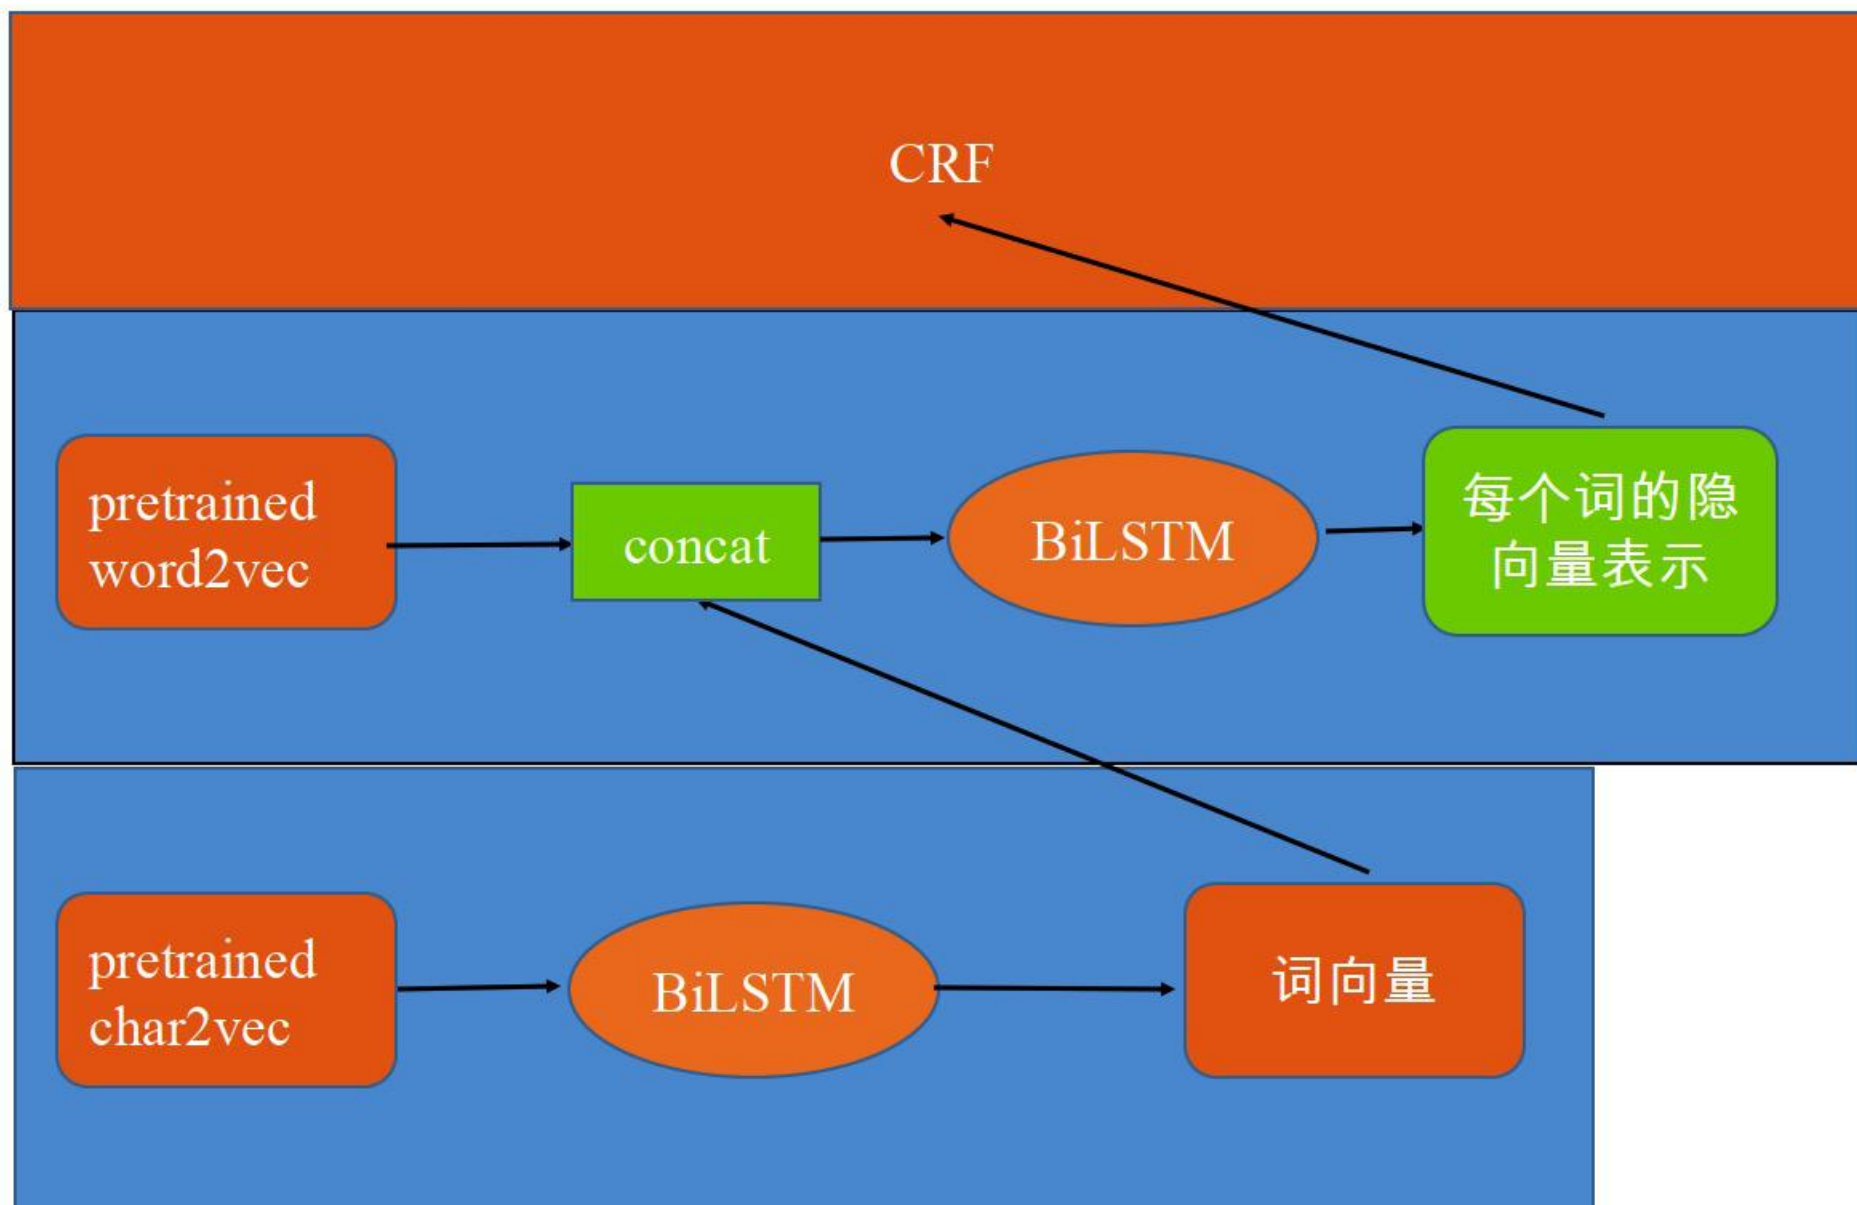 CRF
pretrained
word2vec
concat
BiLSTM
每个词的隐
向量表示
pretrained
char2vec
BiLSTM
词向量